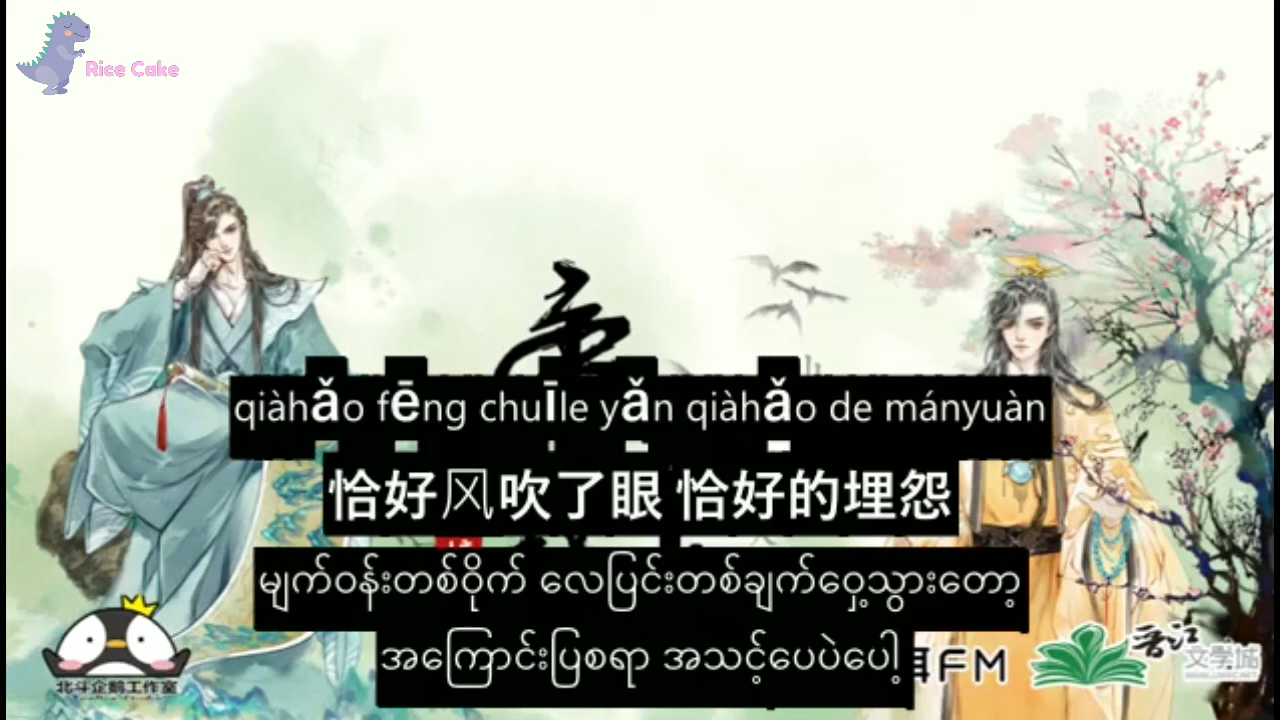 Rice Cake
qiàhǎo fēng chuīle yǎn qiàhǎo de mányuàn
恰好风吹了眼 恰好的埋怨
မျက်ဝန်းတစ်ဝိုက် လေပြင်းတစ်ချက်ဝှေ့သွားတော့
အကြောင်းပြစရာ အသင့်ပေပဲပေါ့
北斗企鹅工作室
FM
晋江
文学城